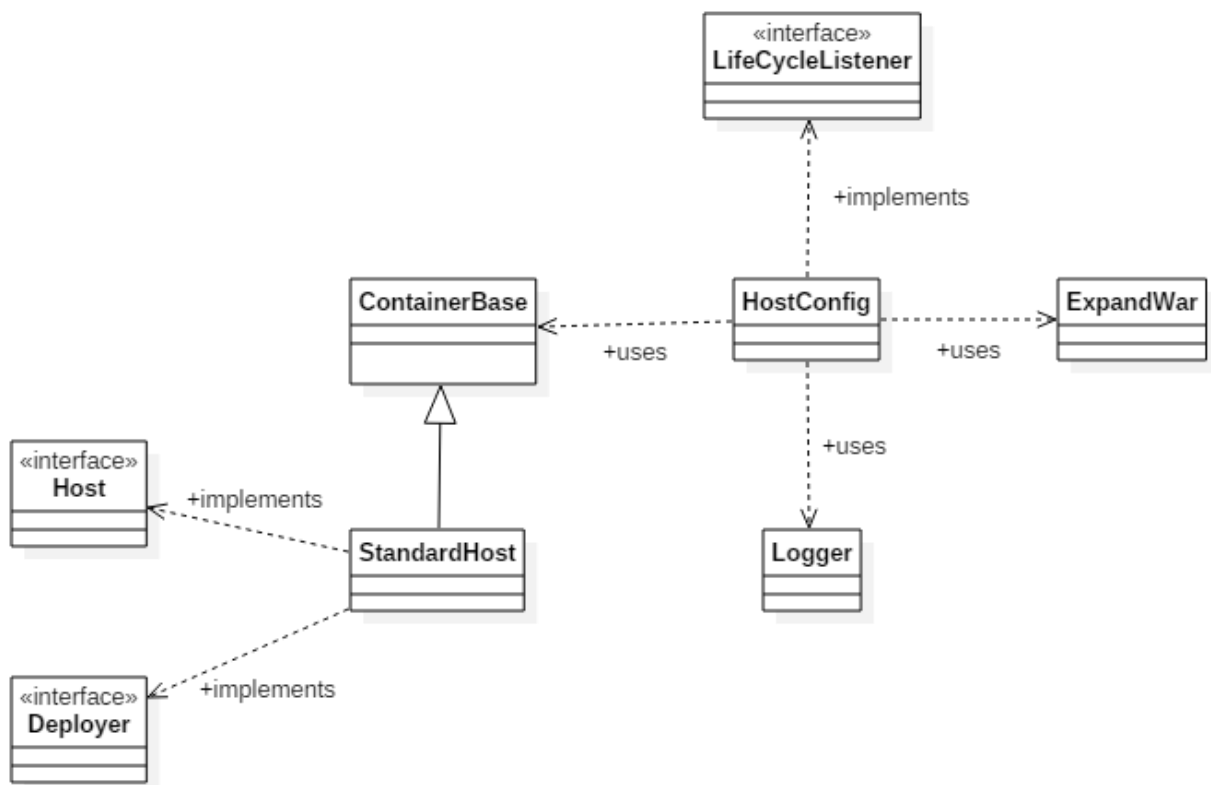 «interface»
LifeCycleListener
+implements
ContainerBase
HostConfig
ExpandWar
+uses
+uses
+uses
«interface»
Host
+implements
StandardHost
Logger
+implements
«interface»
Deployer